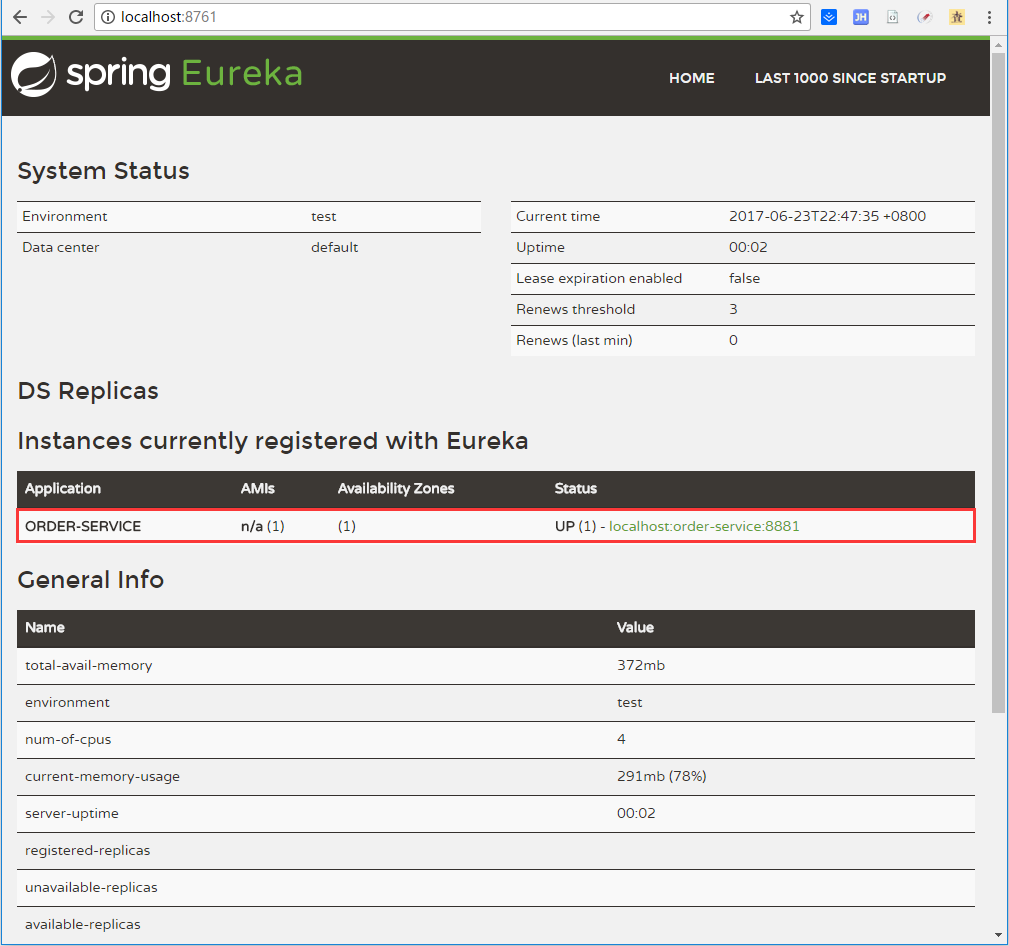 localhost:8761
JH
spring Eureka
HOME LAST 1000 SINCE STARTUP
System Status
Environment test
Data center default
Current time 2017-06-23T22:47:35 +0800
Uptime 00:02
Lease expiration enabled false
Renews threshold 3
Renews (last min) 0
DS Replicas
Instances currently registered with Eureka
Application AMIs Availability Zones Status
ORDER-SERVICE n/a (1) (1) UP (1) - localhost:order-service:8881
General Info
Name Value
total-avail-memory 372mb
environment test
num-of-cpus 4
current-memory-usage 291mb (78%)
server-uptime 00:02
registered-replicas
unavailable-replicas
available-replicas